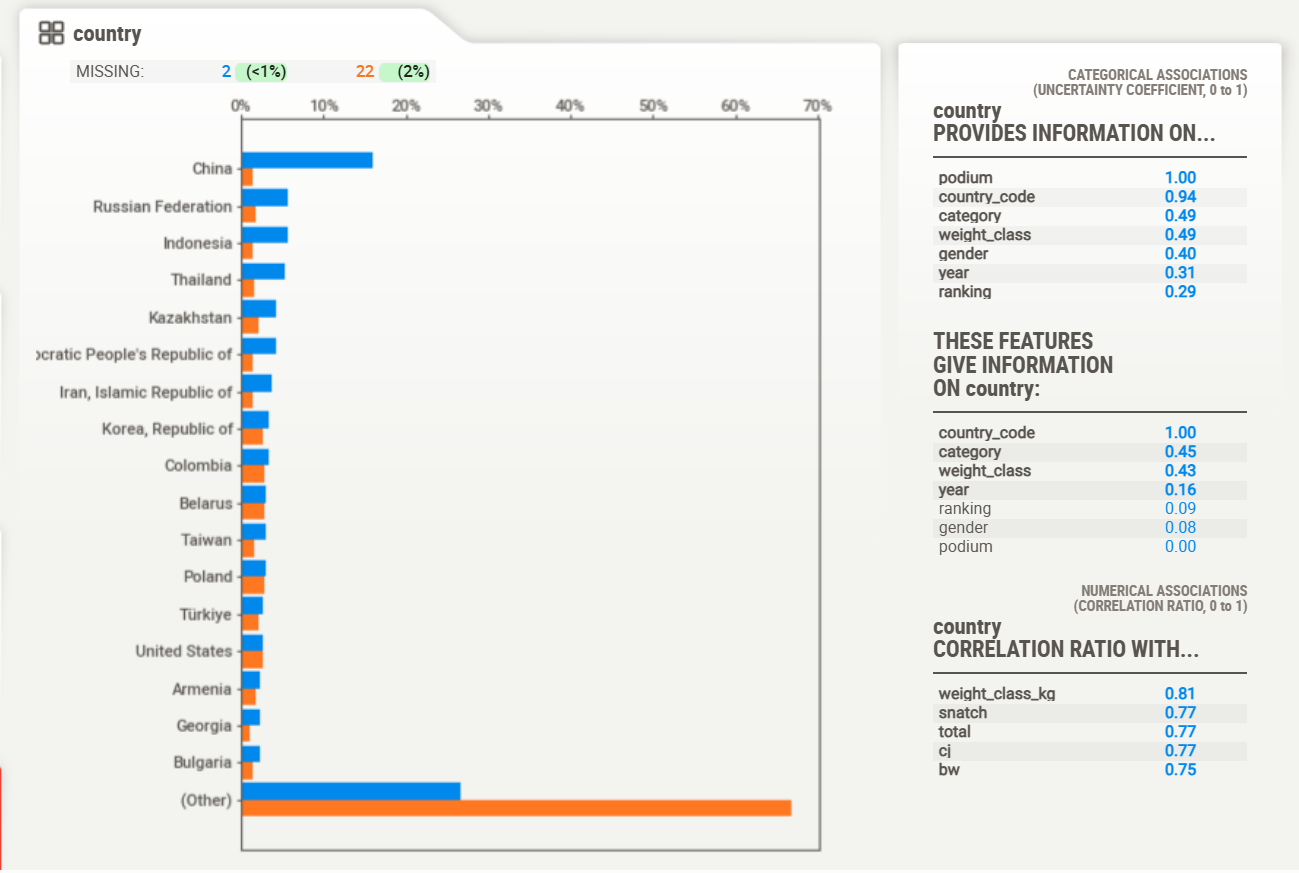 country
MISSING: 2 (<1%) 22 (2%)
0% 10% 20% 30% 40% 50% 60% 70%
China
Russian Federation
Indonesia
Thailand
Kazakhstan
ocratic People's Republic of
Iran, Islamic Republic of
Korea, Republic of
Colombia
Belarus
Taiwan
Poland
Türkiye
United States
Armenia
Georgia
Bulgaria
(Other)
CATEGORICAL ASSOCIATIONS
(UNCERTAINTY COEFFICIENT, 0 to 1)
country
PROVIDES INFORMATION ON...
podium 1.00
country_code 0.94
category 0.49
weight_class 0.49
gender 0.40
year 0.31
ranking 0.29
THESE FEATURES
GIVE INFORMATION
ON country:
country_code 1.00
category 0.45
weight_class 0.43
year 0.16
ranking 0.09
gender 0.08
podium 0.00
NUMERICAL ASSOCIATIONS
(CORRELATION RATIO, 0 to 1)
country
CORRELATION RATIO WITH...
weight_class_kg 0.81
snatch 0.77
total 0.77
cj 0.77
bw 0.75